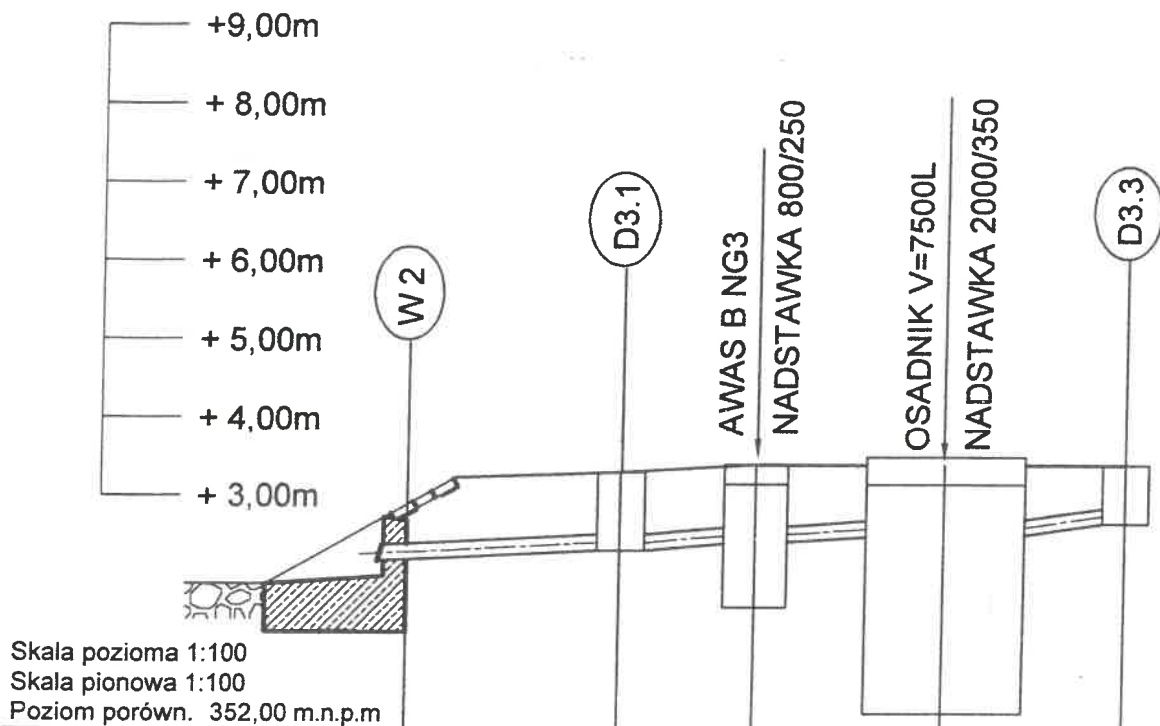 +9,00m
+ 8,00m
+ 7,00m
+ 6,00m
+ 5,00m
+ 4,00m
+ 3,00m
W 2
D3.1
AWAS B NG3
NADSTAWKA 800/250
OSADNIK V=7500L
NADSTAWKA 2000/350
D3.3
Skala pozioma 1:100
Skala pionowa 1:100
Poziom porówn. 352,00 m.n.p.m